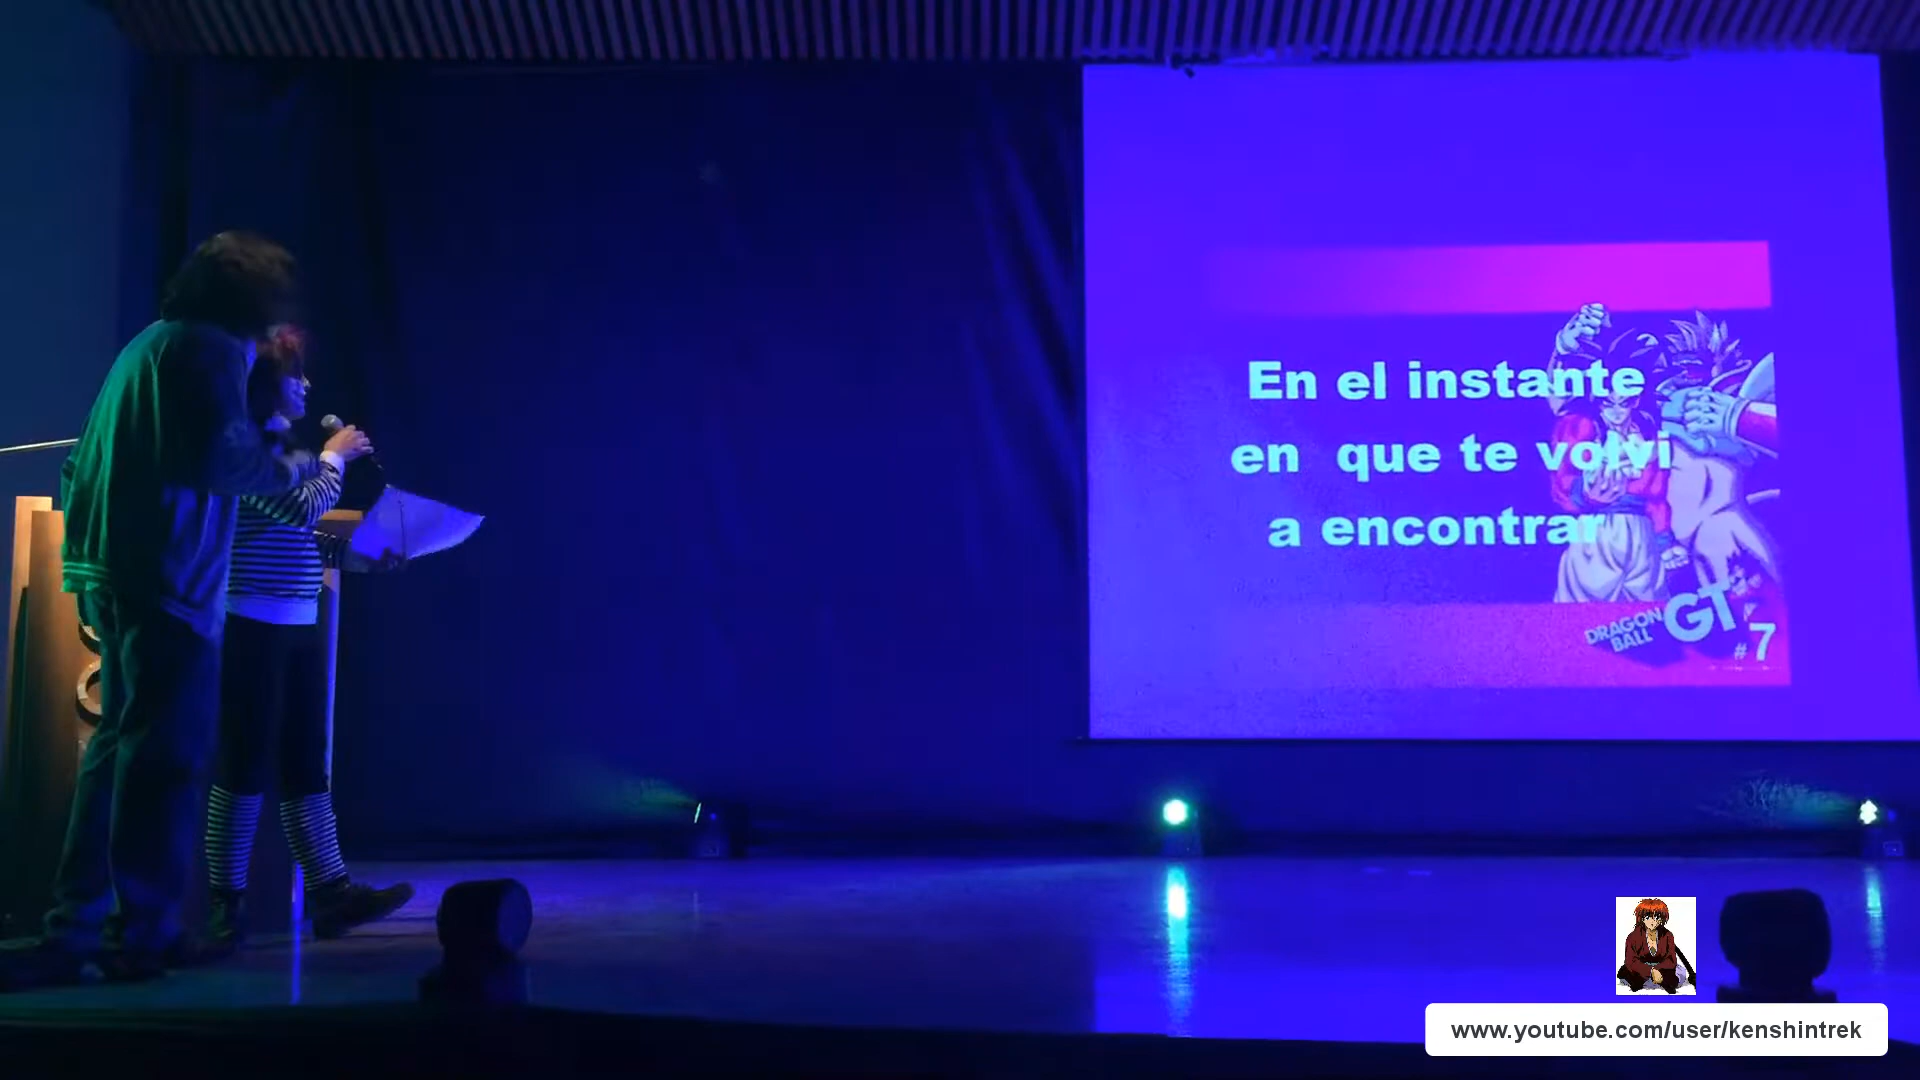 En el instante
en que te volvi
a encontrar
DRAGON
BALL
GT
#7
www.youtube.com/user/kenshintrek